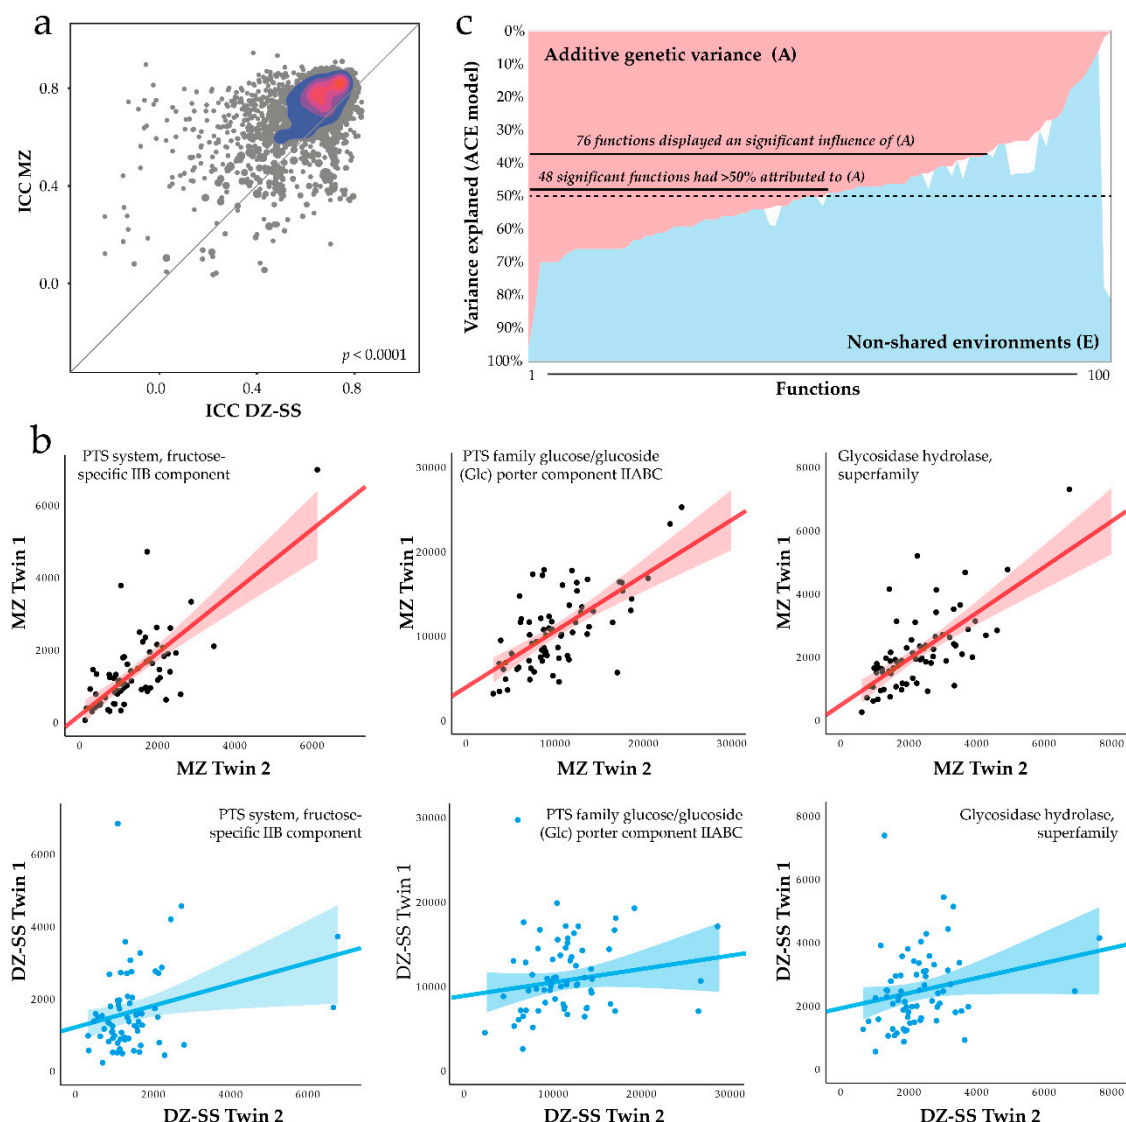 a
ICC MZ
0.8
0.4
0.0
p < 0.0001
0.0
0.4
0.8
ICC DZ-SS
c
Variance explaned (ACE model)
0%
10%
20%
30%
40%
50%
60%
70%
80%
90%
100%
Additive genetic variance (A)
76 functions displayed an significant influence of (A)
48 significant functions had >50% attributed to (A)
Non-shared environments (E)
1
100
Functions
b
PTS system, fructose-
specific IIB component
MZ Twin 1
6000
4000
2000
0
0
2000
4000
6000
MZ Twin 2
PTS family glucose/glucoside
(Glc) porter component IIABC
MZ Twin 1
30000
20000
10000
0
0
10000
20000
30000
MZ Twin 2
Glycosidase hydrolase,
superfamily
MZ Twin 1
8000
6000
4000
2000
0
0
2000
4000
6000
8000
MZ Twin 2
PTS system, fructose-
specific IIB component
DZ-SS Twin 1
6000
4000
2000
0
0
2000
4000
6000
DZ-SS Twin 2
PTS family glucose/glucoside
(Glc) porter component IIABC
DZ-SS Twin 1
30000
20000
10000
0
0
10000
20000
30000
DZ-SS Twin 2
Glycosidase hydrolase,
superfamily
DZ-SS Twin 1
8000
6000
4000
2000
0
0
2000
4000
6000
8000
DZ-SS Twin 2